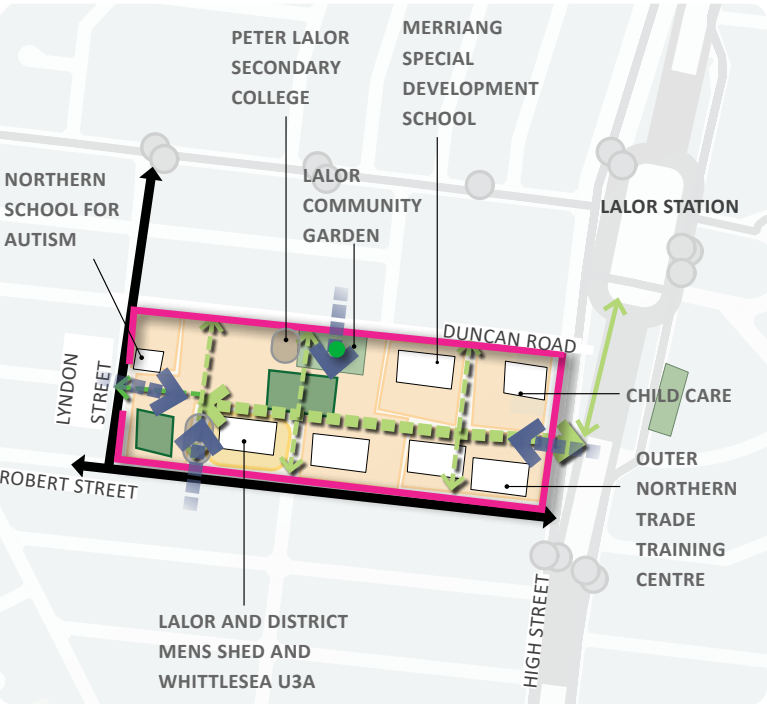 PETER LALOR
SECONDARY
COLLEGE
MERRIANG
SPECIAL
DEVELOPMENT
SCHOOL
NORTHERN
SCHOOL FOR
AUTISM
LALOR
COMMUNITY
GARDEN
LALOR STATION
DUNCAN ROAD
LYNDON
STREET
CHILD CARE
ROBERT STREET
OUTER
NORTHERN
TRADE
TRAINING
CENTRE
HIGH STREET
LALOR AND DISTRICT
MENS SHED AND
WHITTLESEA U3A